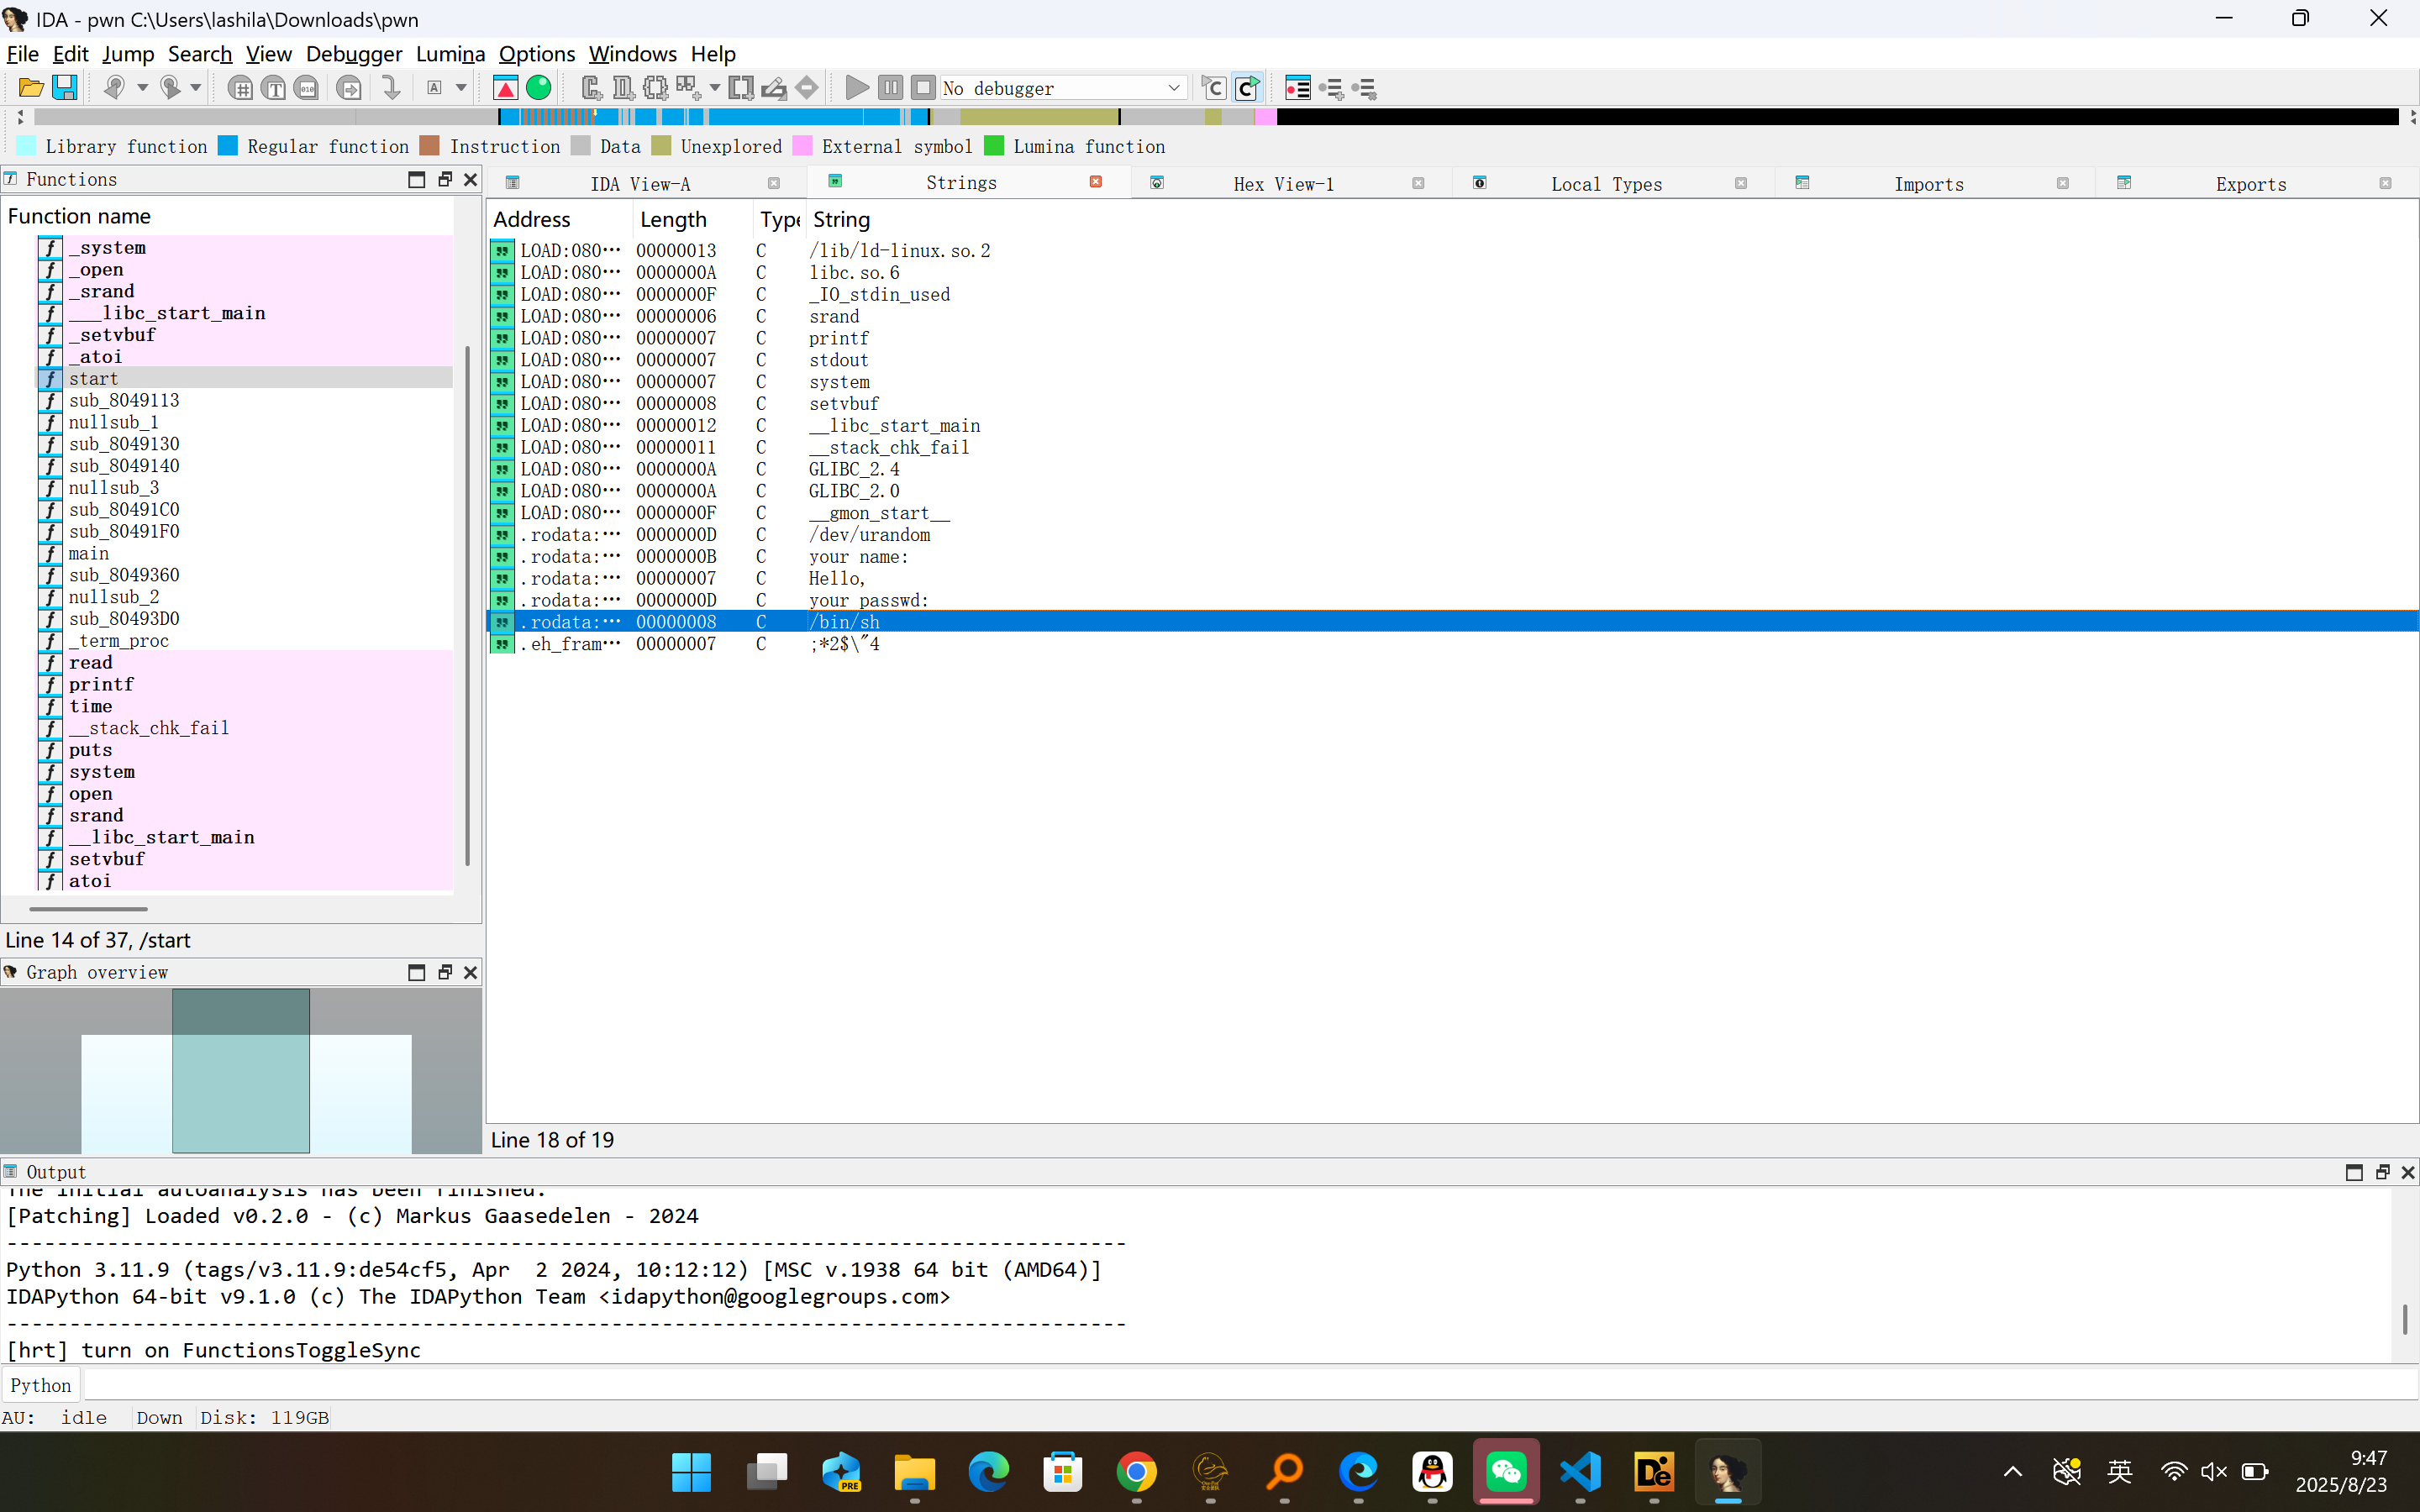 IDA - pwn C:\Users\lashila\Downloads\pwn
File Edit Jump Search View Debugger Lumina Options Windows Help
No debugger
Library function Regular function Instruction Data Unexplored External symbol Lumina function
Functions
Function name
_system
_open
_srand
___libc_start_main
_setvbuf
_atoi
start
sub_8049113
nullsub_1
sub_8049130
sub_8049140
nullsub_3
sub_80491C0
sub_80491F0
main
sub_8049360
nullsub_2
sub_80493D0
_term_proc
read
printf
time
__stack_chk_fail
puts
system
open
srand
__libc_start_main
setvbuf
atoi
Line 14 of 37, /start
Graph overview
IDA View-A Strings Hex View-1 Local Types Imports Exports
Address Length Type String
LOAD:080··· 00000013 C /lib/ld-linux.so.2
LOAD:080··· 0000000A C libc.so.6
LOAD:080··· 0000000F C _IO_stdin_used
LOAD:080··· 00000006 C srand
LOAD:080··· 00000007 C printf
LOAD:080··· 00000007 C stdout
LOAD:080··· 00000007 C system
LOAD:080··· 00000008 C setvbuf
LOAD:080··· 00000012 C __libc_start_main
LOAD:080··· 00000011 C __stack_chk_fail
LOAD:080··· 0000000A C GLIBC_2.4
LOAD:080··· 0000000A C GLIBC_2.0
LOAD:080··· 0000000F C __gmon_start__
.rodata:··· 0000000D C /dev/urandom
.rodata:··· 0000000B C your name:
.rodata:··· 00000007 C Hello,
.rodata:··· 0000000D C your passwd:
.rodata:··· 00000008 C /bin/sh
.eh_fram··· 00000007 C ;*2$\"4
Line 18 of 19
Output
The initial autoanalysis has been finished.
[Patching] Loaded v0.2.0 - (c) Markus Gaasedelen - 2024
------------------------------------------------------------------------------------------
Python 3.11.9 (tags/v3.11.9:de54cf5, Apr  2 2024, 10:12:12) [MSC v.1938 64 bit (AMD64)]
IDAPython 64-bit v9.1.0 (c) The IDAPython Team <idapython@googlegroups.com>
------------------------------------------------------------------------------------------
[hrt] turn on FunctionsToggleSync
Python
AU: idle Down Disk: 119GB
PRE
De
英
9:47
2025/8/23